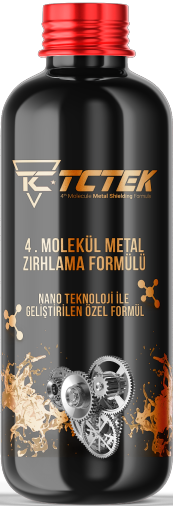 TC
TCTEK
4th Molecule Metal Shielding Formula
4 . MOLEKÜL METAL
ZIRHLAMA FORMÜLÜ
NANO TEKNOLOJİ İLE
GELİŞTİRİLEN ÖZEL FORMÜL